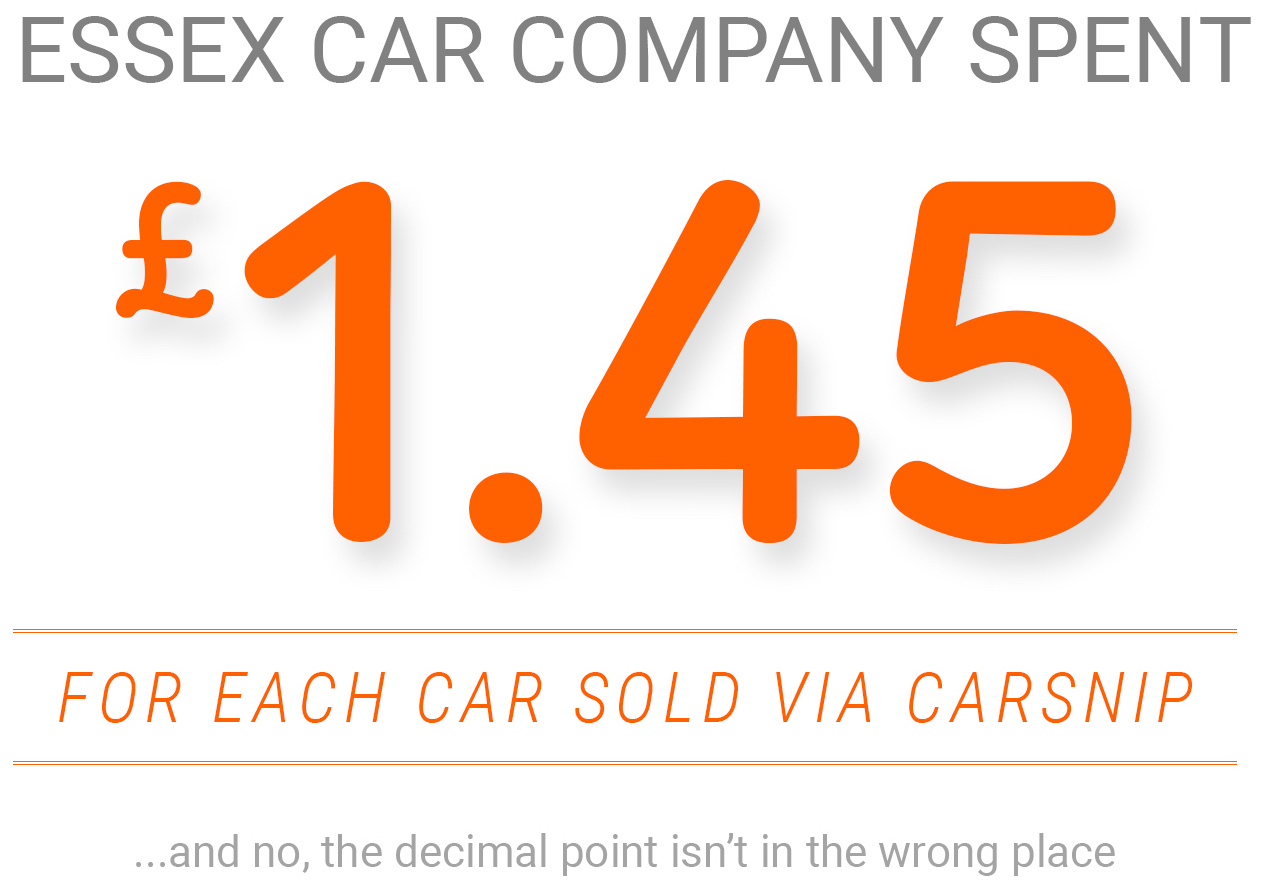 ESSEX CAR COMPANY SPENT
£1.45
FOR EACH CAR SOLD VIA CARSNIP
...and no, the decimal point isn’t in the wrong place